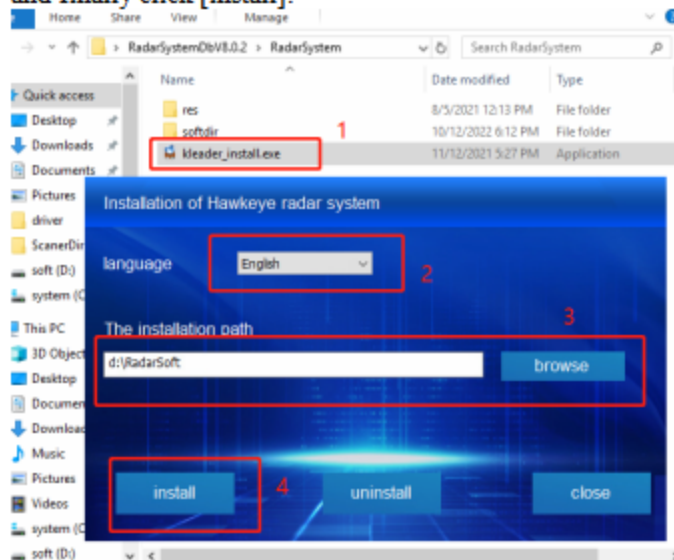 and finally click [install].
Home Share View Manage
RadarSystemDbV8.0.2 > RadarSystem
Search RadarSystem
Name Date modified Type
Quick access
res 8/5/2021 12:13 PM File folder
Desktop
softdir 10/12/2022 6:12 PM File folder
1
Downloads
kleader_install.exe 11/12/2021 5:27 PM Application
Documents
Pictures
Installation of Hawkeye radar system
driver
ScanerDir
language English 2
soft (D:)
system (C
3
This PC
The installation path
3D Object
d:\RadarSoft browse
Desktop
Documen
Downloac
Music
Pictures
install 4 uninstall close
Videos
system (C
soft (D:)